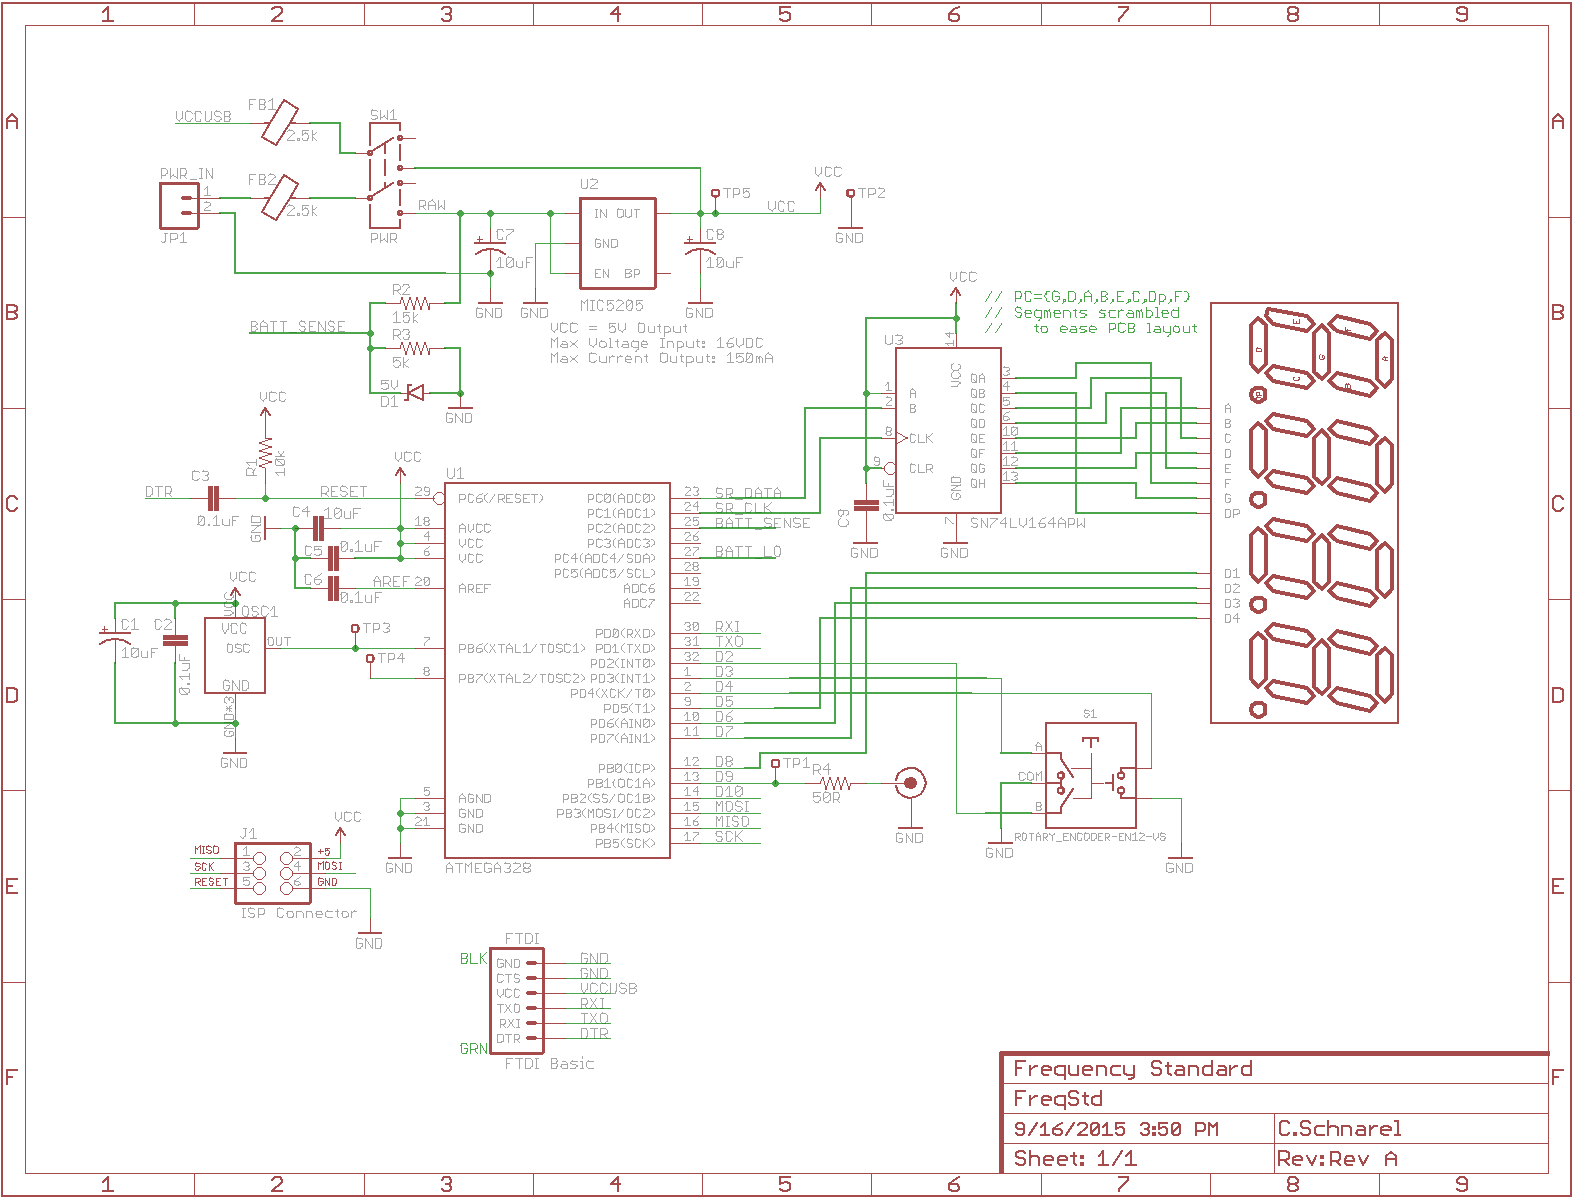 1 2 3 4 5 6 7 8 9
A A
B B
C C
D D
E E
F F
VCCUSB
FB1
2.5k
SW1
PWR_IN
1
2
JP1
FB2
2.5k
PWR
RAW
C7
10uF
GND
GND
U2
IN OUT
GND
EN BP
MIC5205
VCC = 5V Output
Max Voltage Input: 16VDC
Max Current Output: 150mA
TP5
VCC
VCC
TP2
GND
C8
10uF
GND
R2
15k
BATT_SENSE
R3
5k
5V
D1
GND
VCC
R1
10k
DTR
C3
0.1uF
RESET
VCC
GND
C4
10uF
C5
0.1uF
C6
0.1uF
AREF
VCC
VCC
OSC1
VCC
OSC
OUT
GND
GND*3
GND
C1
10uF
C2
0.1uF
TP3
TP4
U1
29 PC6(/RESET)
18 AVCC
4 VCC
6 VCC
20 AREF
7 PB6(XTAL1/TOSC1)
8 PB7(XTAL2/TOSC2)
5 AGND
3 GND
21 GND
GND
ATMEGA328
PC0(ADC0) 23 SR_DATA
PC1(ADC1) 24 SR_CLK
PC2(ADC2) 25 BATT_SENSE
PC3(ADC3) 26
PC4(ADC4/SDA) 27 BATT_LO
PC5(ADC5/SCL) 28
ADC6 19
ADC7 22
PD0(RXD) 30 RXI
PD1(TXD) 31 TXO
PD2(INT0) 32 D2
PD3(INT1) 1 D3
PD4(XCK/T0) 2 D4
PD5(T1) 9 D5
PD6(AIN0) 10 D6
PD7(AIN1) 11 D7
PB0(ICP) 12 D8
PB1(OC1A) 13 D9
PB2(SS/OC1B) 14 D10
PB3(MOSI/OC2) 15 MOSI
PB4(MISO) 16 MISO
PB5(SCK) 17 SCK
TP1
R4
50R
GND
VCC
// PC={G,D,A,B,E,C,Dp,F}
// Segments scrambled
// to ease PCB layout
U3
14
VCC
1 A
2 B
8 CLK
9 CLR
QA 3
QB 4
QC 5
QD 6
QE 10
QF 11
QG 12
QH 13
GND
7
SN74LV164APW
GND
C9
0.1uF
GND
A
B
C
D
E
F
G
DP
D1
D2
D3
D4
E
F
D
G
A
C
B
S1
A
COM
B
GND
ROTARY_ENCODER-EN12-VS
GND
J1
VCC
MISO 1 2 +5
SCK 3 4 MOSI
RESET 5 6 GND
ISP Connector
GND
FTDI
BLK
GND GND
CTS GND
VCC VCCUSB
TXO RXI
RXI TXO
DTR DTR
GRN
FTDI Basic
Frequency Standard
FreqStd
9/16/2015 3:50 PM
C.Schnarel
Sheet: 1/1
Rev:Rev A
1 2 3 4 5 6 7 8 9